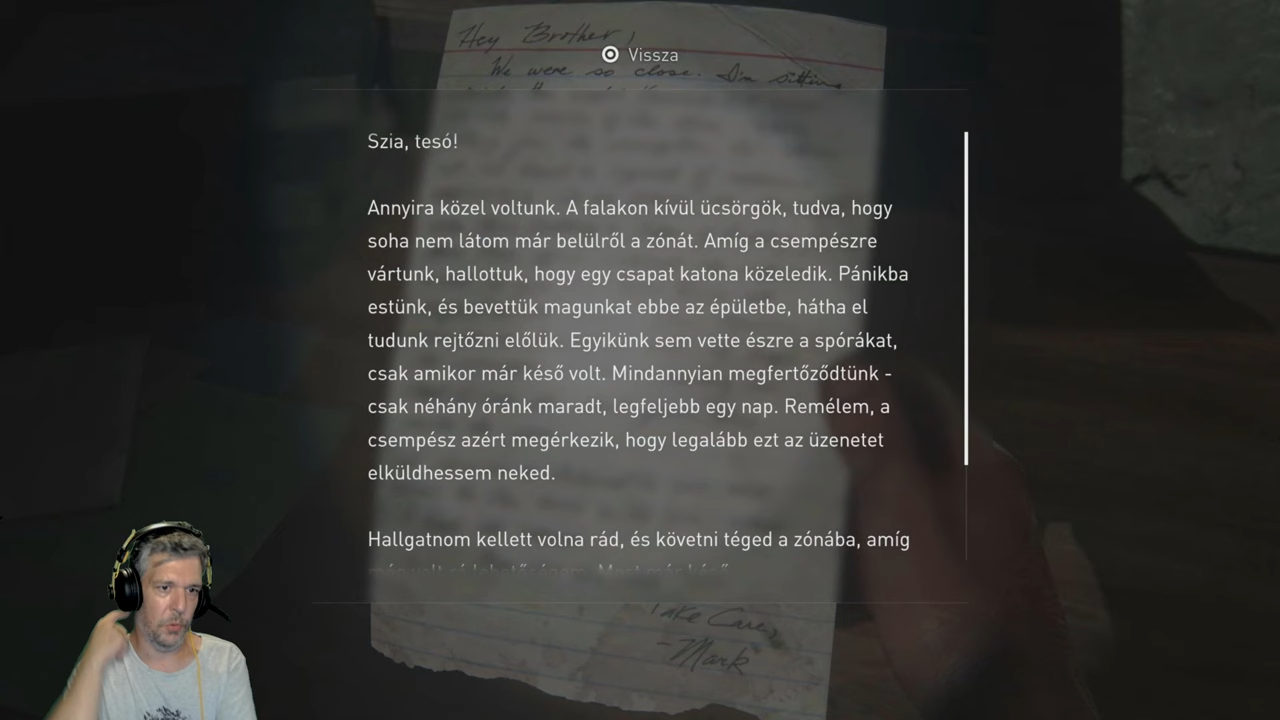 Hey Brother!
Vissza
We were so close. I'm sitting
Szia, tesó!
Annyira közel voltunk. A falakon kívül ücsörgök, tudva, hogy
soha nem látom már belülről a zónát. Amíg a csempészre
vártunk, hallottuk, hogy egy csapat katona közeledik. Pánikba
estünk, és bevettük magunkat ebbe az épületbe, hátha el
tudunk rejtőzni előlük. Egyikünk sem vette észre a spórákat,
csak amikor már késő volt. Mindannyian megfertőződtünk -
csak néhány óránk maradt, legfeljebb egy nap. Remélem, a
csempész azért megérkezik, hogy legalább ezt az üzenetet
elküldhessem neked.
Hallgatnom kellett volna rád, és követni téged a zónába, amíg
Take Care,
-Mark